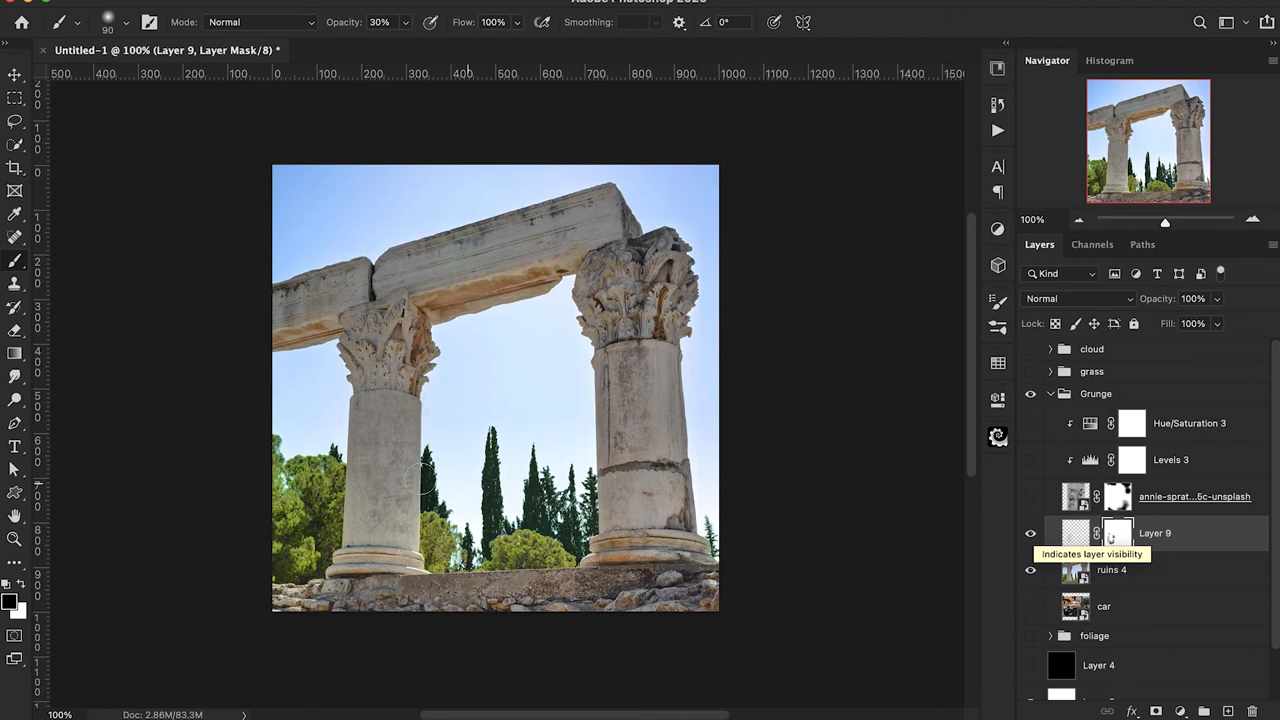 Adobe Photoshop 2020
90
Mode: Normal
Opacity: 30%
Flow: 100%
Smoothing:
0°
Untitled-1 @ 100% (Layer 9, Layer Mask/8) *
500 400 300 200 100 0 100 200 300 400 500 600 700 800 900 1000 1100 1200 1300 1400
Navigator
Histogram
100%
Layers
Channels
Paths
Kind
Normal
Opacity: 100%
Lock:
Fill: 100%
cloud
grass
Grunge
Hue/Saturation 3
Levels 3
annie-sprat...5c-unsplash
Layer 9
Indicates layer visibility
ruins 4
car
foliage
Layer 4
100%
Doc: 2.86M/83.3M